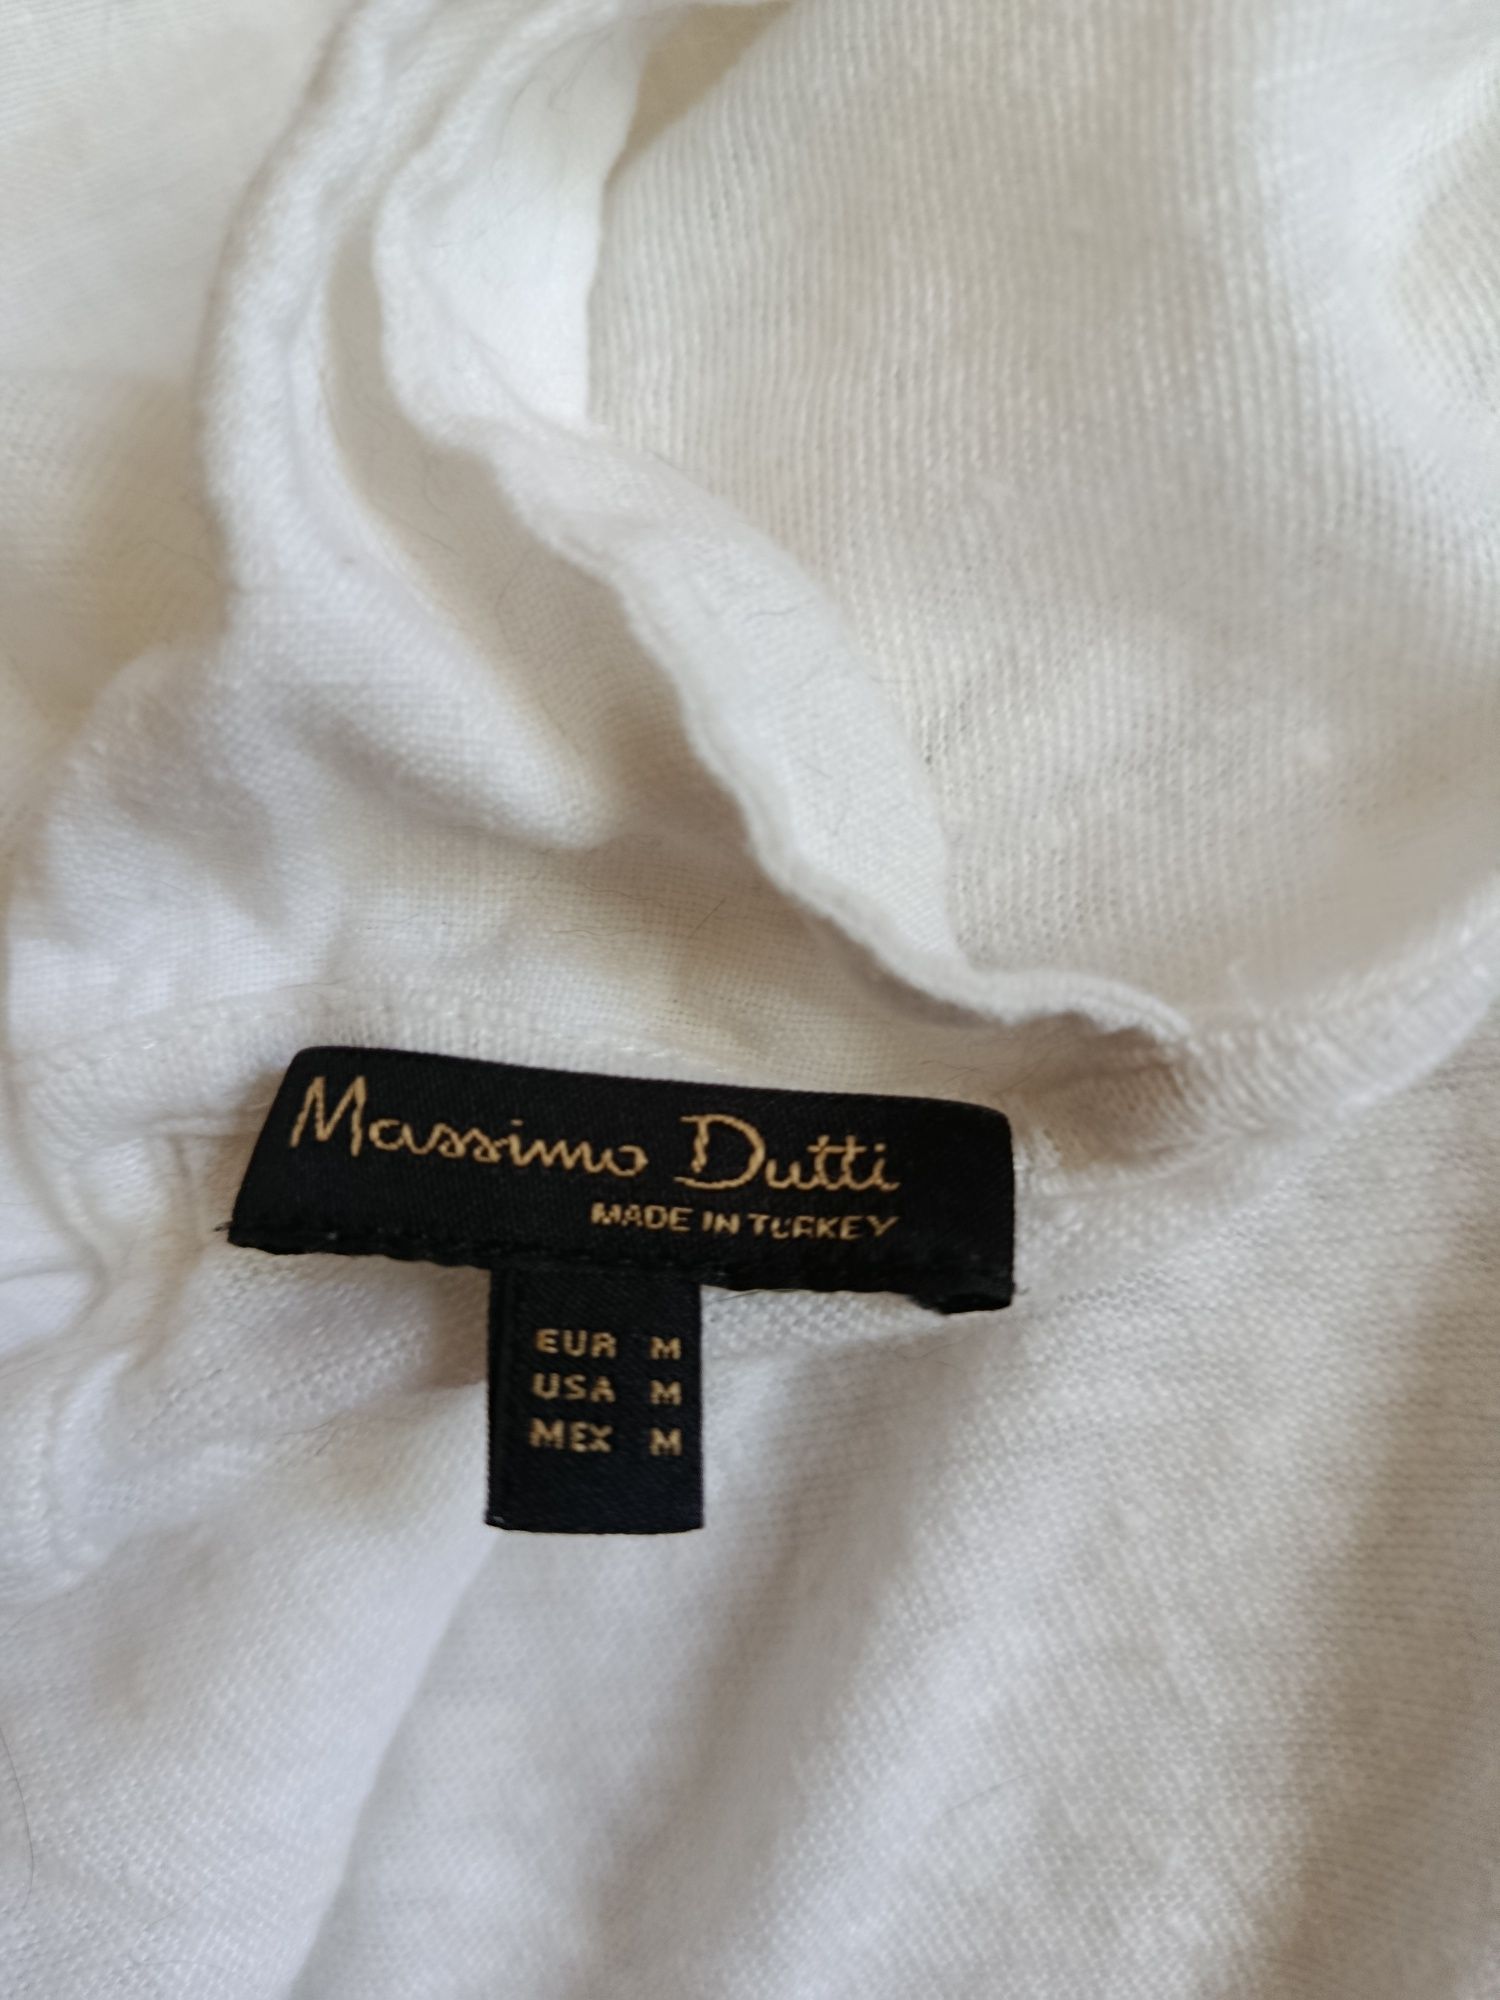 Massimo Dutti
MADE IN TURKEY
EUR M
USA M
MEX M